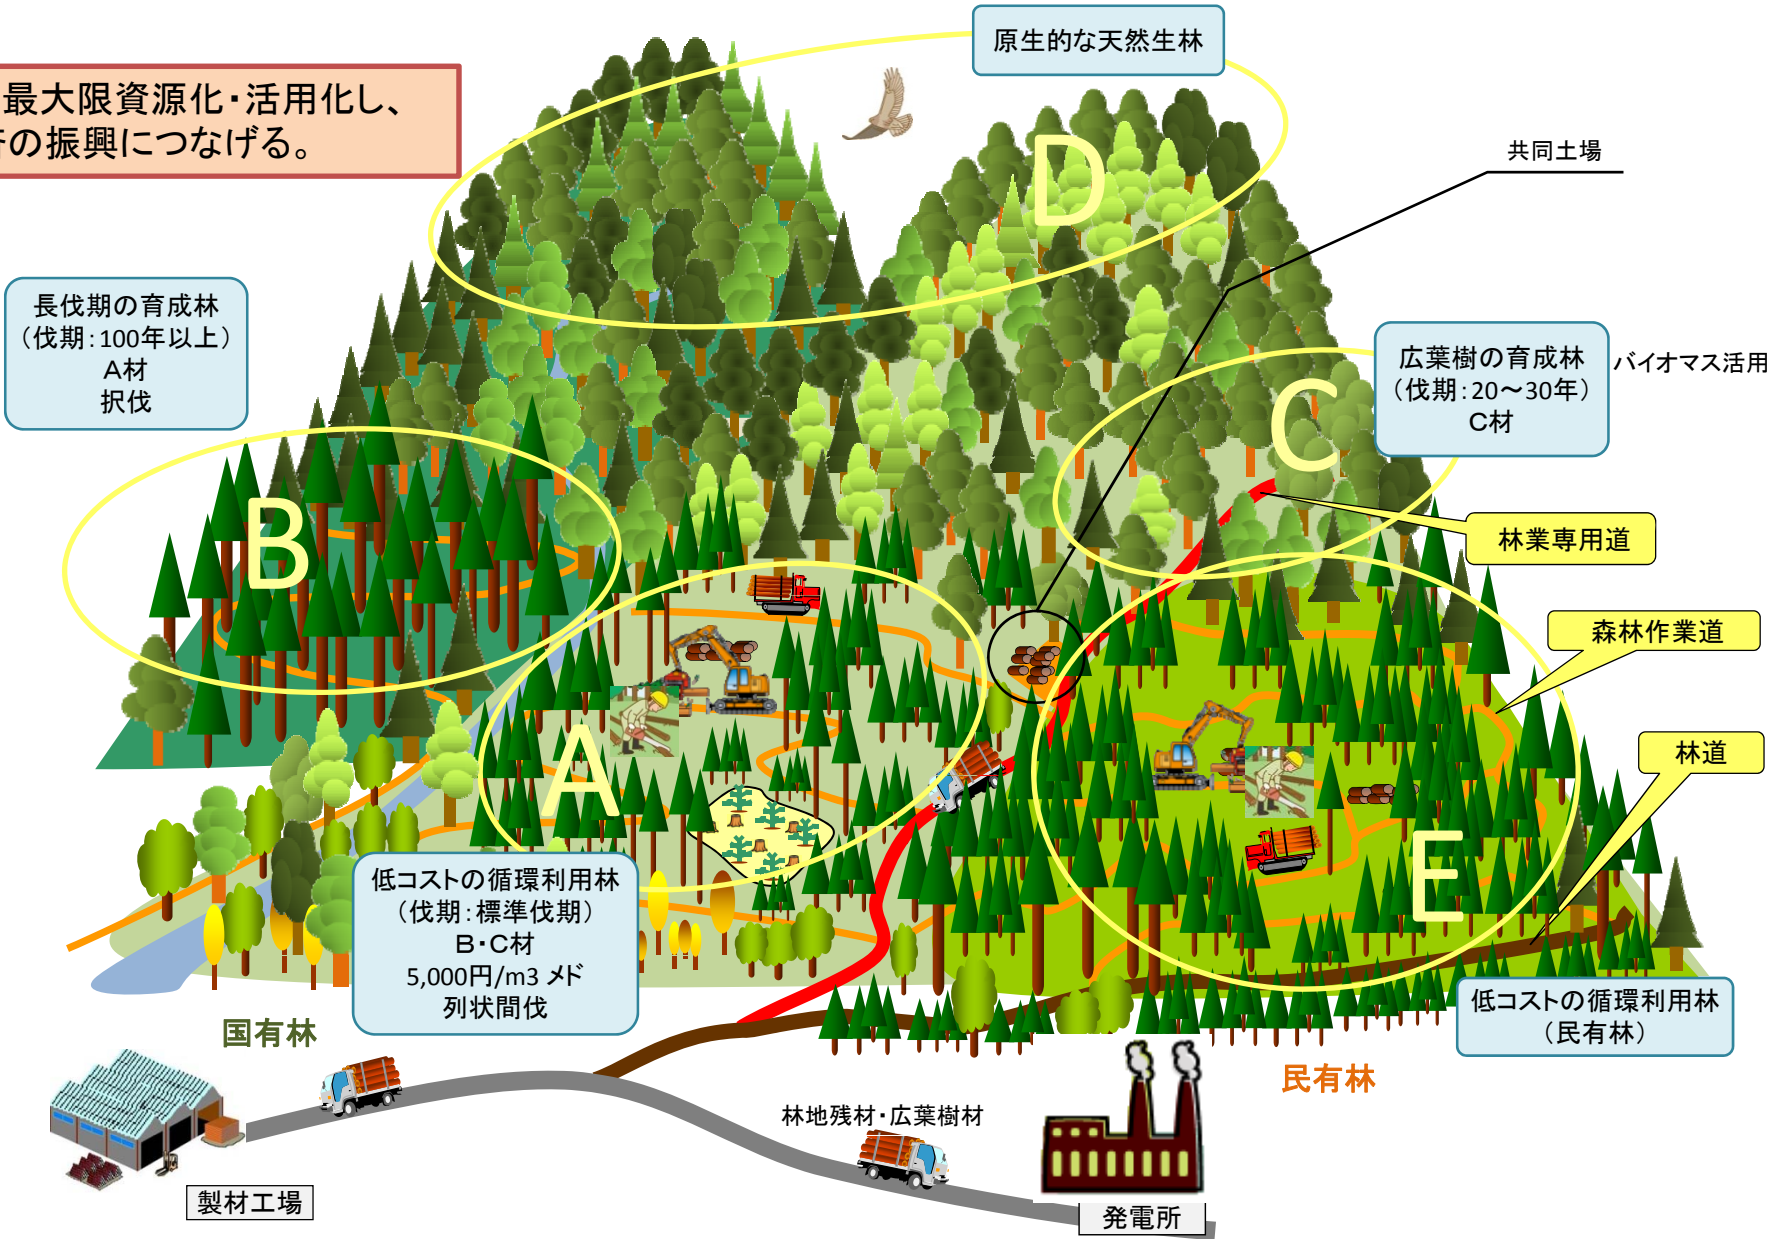 原生的な天然生林
最大限資源化・活用化し、
の振興につなげる。
D
共同土場
長伐期の育成林
（伐期：100年以上）
A材
択伐
広葉樹の育成林
（伐期：20～30年）
C材
バイオマス活用
C
B
林業専用道
森林作業道
林道
A
E
低コストの循環利用林
（伐期：標準伐期）
B・C材
5,000円/m3 メド
列状間伐
低コストの循環利用林
（民有林）
国有林
民有林
林地残材・広葉樹材
製材工場
発電所